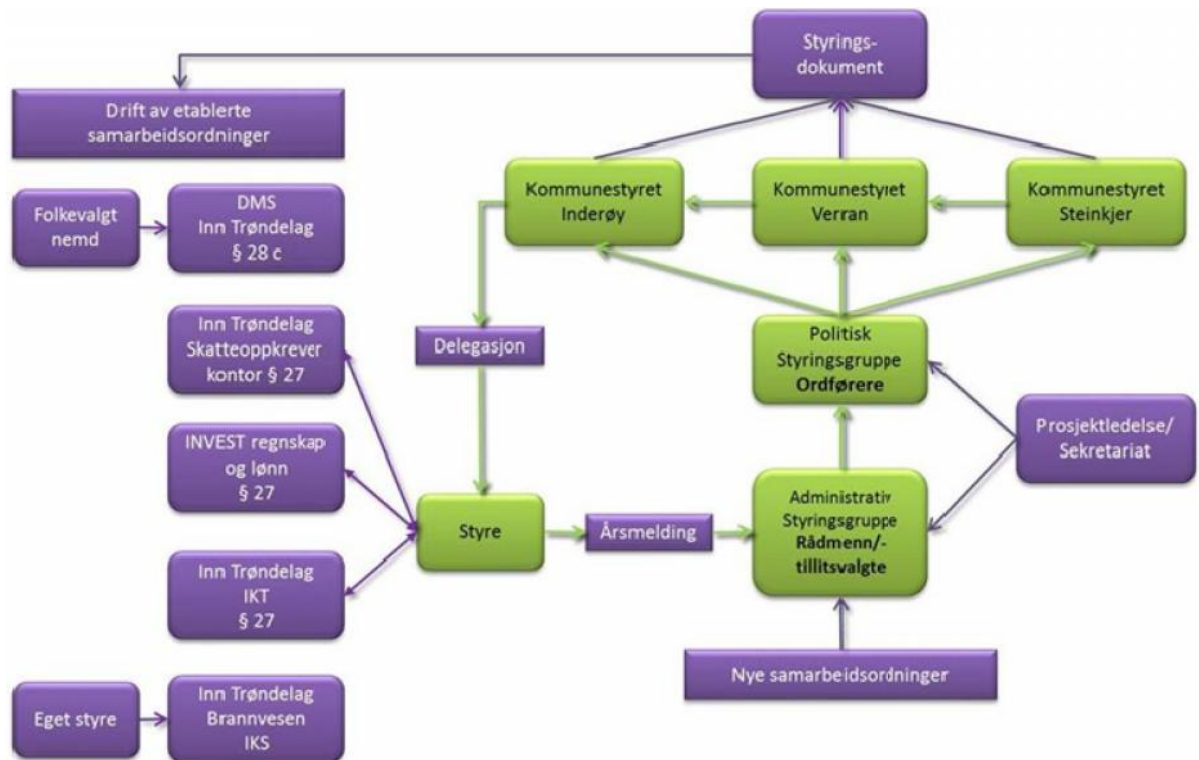 Styrings-
dokument
Drift av etablerte
samarbeidsordninger
Kommunestyret
Inderøy
Kommunestyret
Verran
Kommunestyret
Steinkjer
Folkevalgt
nemd
DMS
Inn Trøndelag
§ 28 c
Inn Trøndelag
Skatteoppkrever
kontor § 27
Delegasjon
Politisk
Styringsgruppe
Ordførere
Prosjektledelse/
Sekretariat
INVEST regnskap
og lønn
§ 27
Styre
Årsmelding
Administrativ
Styringsgruppe
Rådmenn/-
tillitsvalgte
Inn Trøndelag
IKT
§ 27
Nye samarbeidsordninger
Eget styre
Inn Trøndelag
Brannvesen
IKS